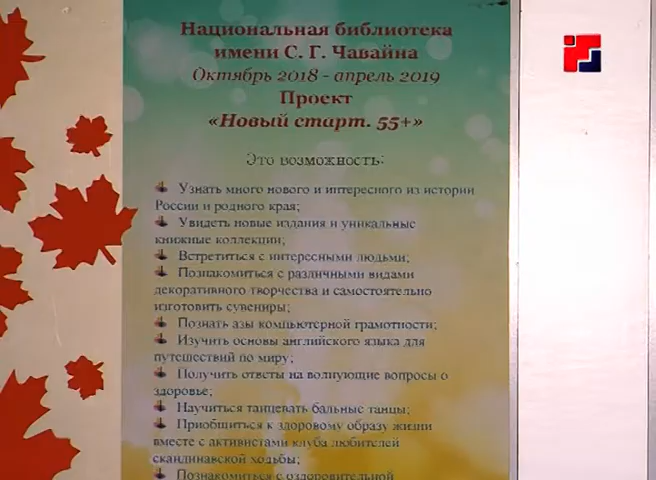 Национальная библиотека
имени С. Г. Чавайна
Октябрь 2018 - апрель 2019
Проект
«Новый старт. 55+»
Это возможность:
Узнать много нового и интересного из истории
России и родного края;
Увидеть новые издания и уникальные
книжные коллекции;
Встретиться с интересными людьми;
Познакомиться с различными видами
декоративного творчества и самостоятельно
изготовить сувениры;
Познать азы компьютерной грамотности;
Изучить основы английского языка для
путешествий по миру;
Получить ответы на волнующие вопросы о
здоровье;
Научиться танцевать бальные танцы;
Приобщиться к здоровому образу жизни
вместе с активистами клуба любителей
скандинавской ходьбы;
Познакомиться с оздоровительной